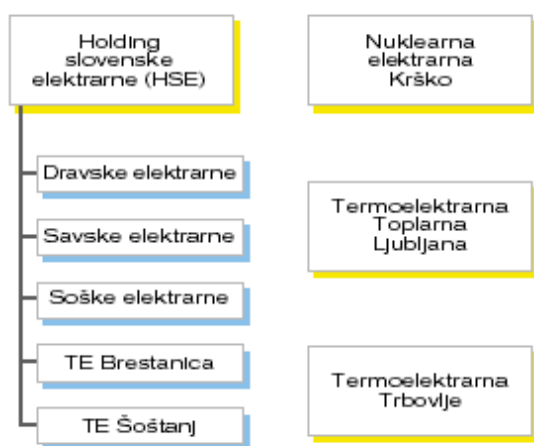 Holding
slovenske
elektrarne (HSE)
Dravske elektrarne
Savske elektrarne
Soške elektrarne
TE Brestanica
TE Šoštanj
Nuklearna
elektrarna
Krško
Termoelektrarna
Toplarna
Ljubljana
Termoelektrarna
Trbovlje